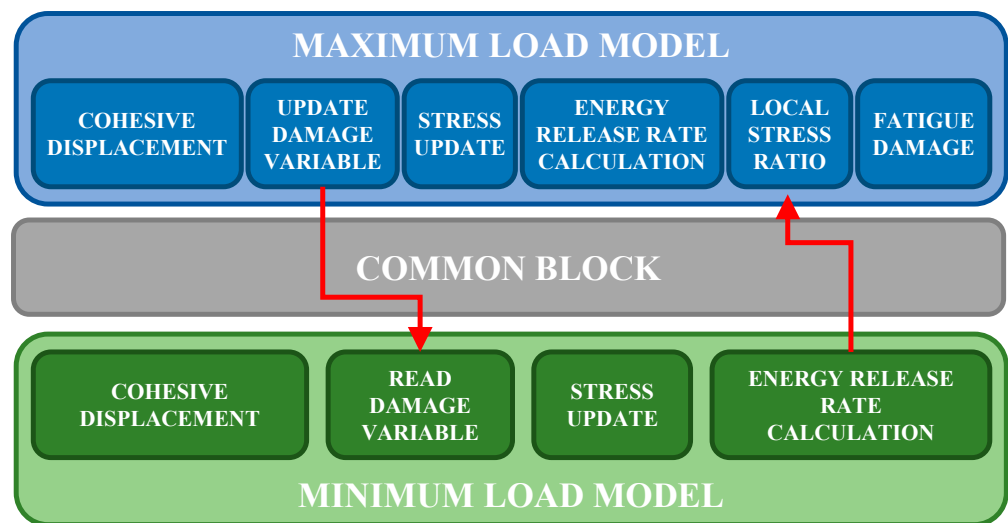 MAXIMUM LOAD MODEL
COHESIVE
DISPLACEMENT
UPDATE
DAMAGE
VARIABLE
STRESS
UPDATE
ENERGY
RELEASE RATE
CALCULATION
LOCAL
STRESS
RATIO
FATIGUE
DAMAGE
COMMON BLOCK
COHESIVE
DISPLACEMENT
READ
DAMAGE
VARIABLE
STRESS
UPDATE
ENERGY RELEASE
RATE
CALCULATION
MINIMUM LOAD MODEL